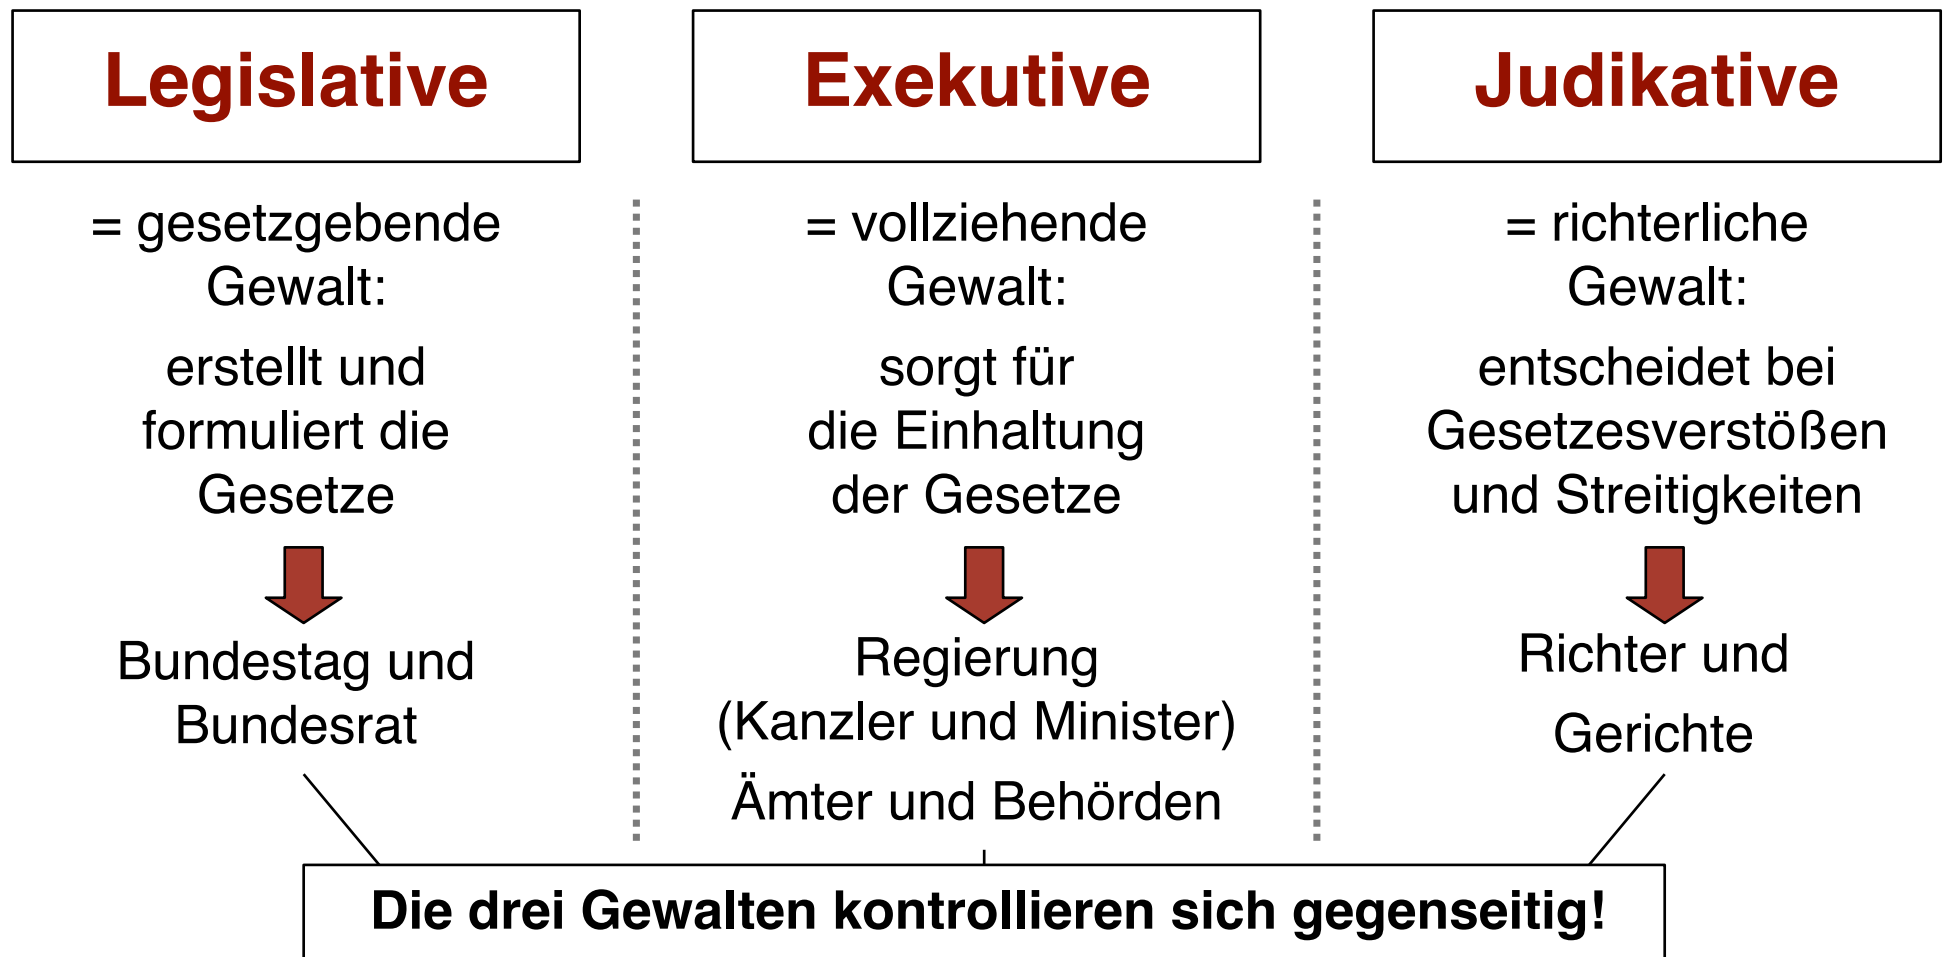 Legislative
= gesetzgebende
Gewalt:
erstellt und
formuliert die
Gesetze
Bundestag und
Bundesrat
Exekutive
= vollziehende
Gewalt:
sorgt für
die Einhaltung
der Gesetze
Regierung
(Kanzler und Minister)
Ämter und Behörden
Judikative
= richterliche
Gewalt:
entscheidet bei
Gesetzesverstößen
und Streitigkeiten
Richter und
Gerichte
Die drei Gewalten kontrollieren sich gegenseitig!